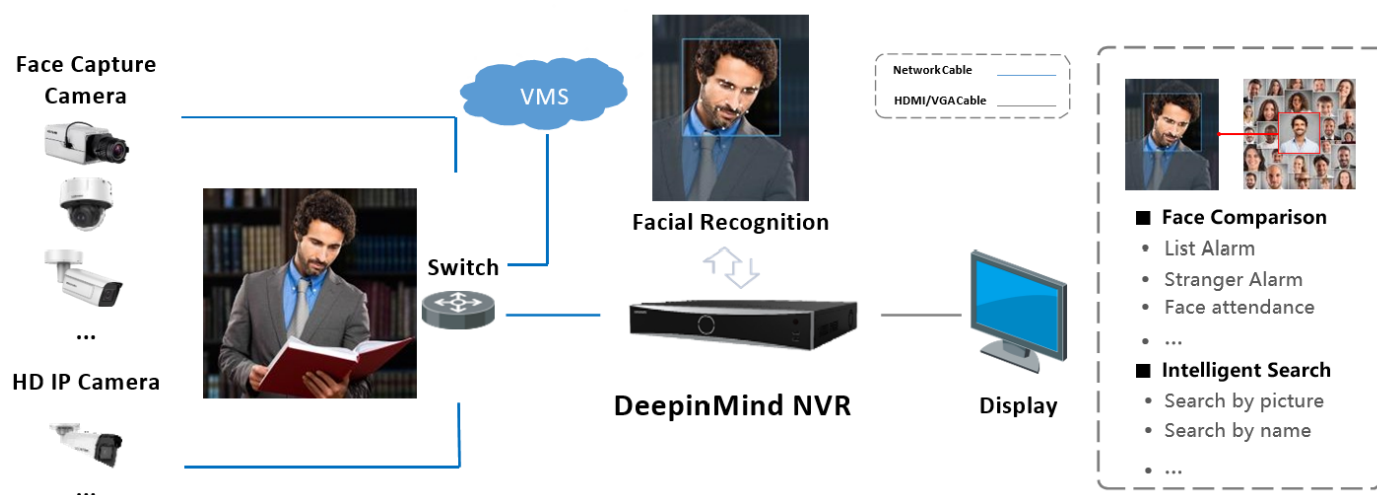 Face Capture
Camera
...
HD IP Camera
...
VMS
Switch
Facial Recognition
DeepinMind NVR
NetworkCable
HDMI/VGACable
Display
■ Face Comparison
• List Alarm
• Stranger Alarm
• Face attendance
• ...
■ Intelligent Search
• Search by picture
• Search by name
• ...